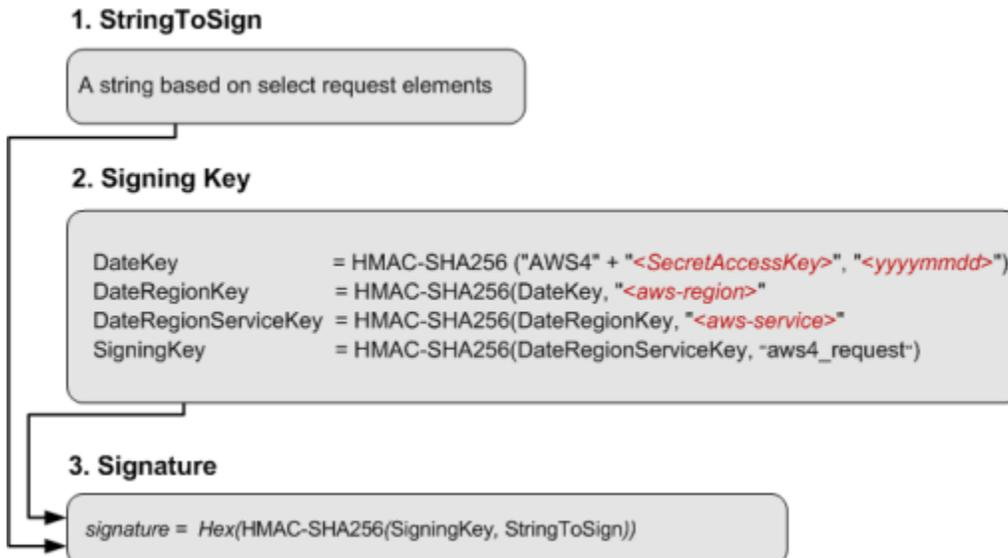 1. StringToSign
A string based on select request elements
2. Signing Key
DateKey = HMAC-SHA256 ("AWS4" + "<SecretAccessKey>", "<yyyymmdd>")
DateRegionKey = HMAC-SHA256(DateKey, "<aws-region>"
DateRegionServiceKey = HMAC-SHA256(DateRegionKey, "<aws-service>"
SigningKey = HMAC-SHA256(DateRegionServiceKey, "aws4_request")
3. Signature
signature = Hex(HMAC-SHA256(SigningKey, StringToSign))